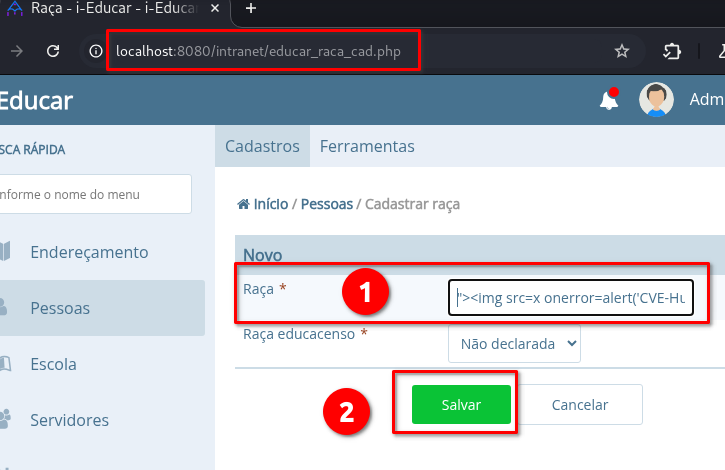 Raça - i-Educar - i-Educar
localhost:8080/intranet/educar_raca_cad.php
Educar
Adm
SCA RÁPIDA
Cadastros
Ferramentas
nforme o nome do menu
Início / Pessoas / Cadastrar raça
Novo
Endereçamento
Raça *
1
"><img src=x onerror=alert('CVE-Hu
Pessoas
Raça educacenso *
Não declarada
Escola
2
Salvar
Cancelar
Servidores